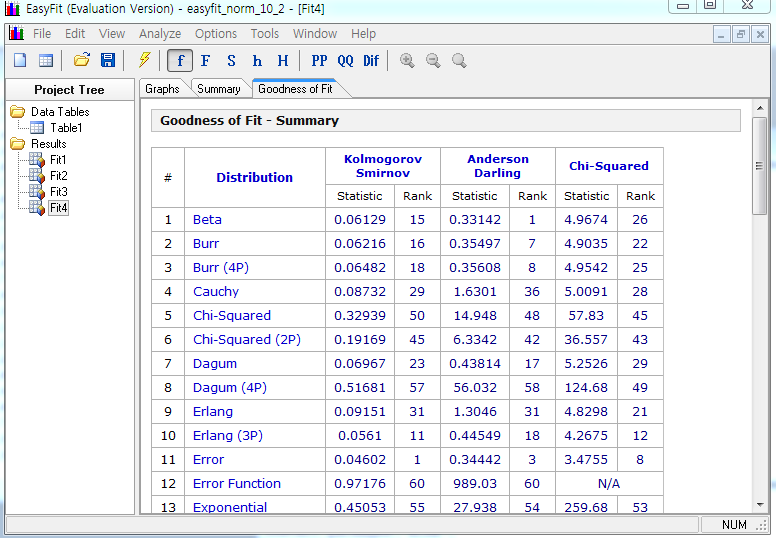 EasyFit (Evaluation Version) - easyfit_norm_10_2 - [Fit4]
File Edit View Analyze Options Tools Window Help
f F S h H PP QQ Dif
Project Tree
Data Tables
Table1
Results
Fit1
Fit2
Fit3
Fit4
Graphs Summary Goodness of Fit
Goodness of Fit - Summary
# Distribution Kolmogorov Smirnov Anderson Darling Chi-Squared
Statistic Rank Statistic Rank Statistic Rank
1 Beta 0.06129 15 0.33142 1 4.9674 26
2 Burr 0.06216 16 0.35497 7 4.9035 22
3 Burr (4P) 0.06482 18 0.35608 8 4.9542 25
4 Cauchy 0.08732 29 1.6301 36 5.0091 28
5 Chi-Squared 0.32939 50 14.948 48 57.83 45
6 Chi-Squared (2P) 0.19169 45 6.3342 42 36.557 43
7 Dagum 0.06967 23 0.43814 17 5.2526 29
8 Dagum (4P) 0.51681 57 56.032 58 124.68 49
9 Erlang 0.09151 31 1.3046 31 4.8298 21
10 Erlang (3P) 0.0561 11 0.44549 18 4.2675 12
11 Error 0.04602 1 0.34442 3 3.4755 8
12 Error Function 0.97176 60 989.03 60 N/A
13 Exponential 0.45053 55 27.938 54 259.68 53
NUM